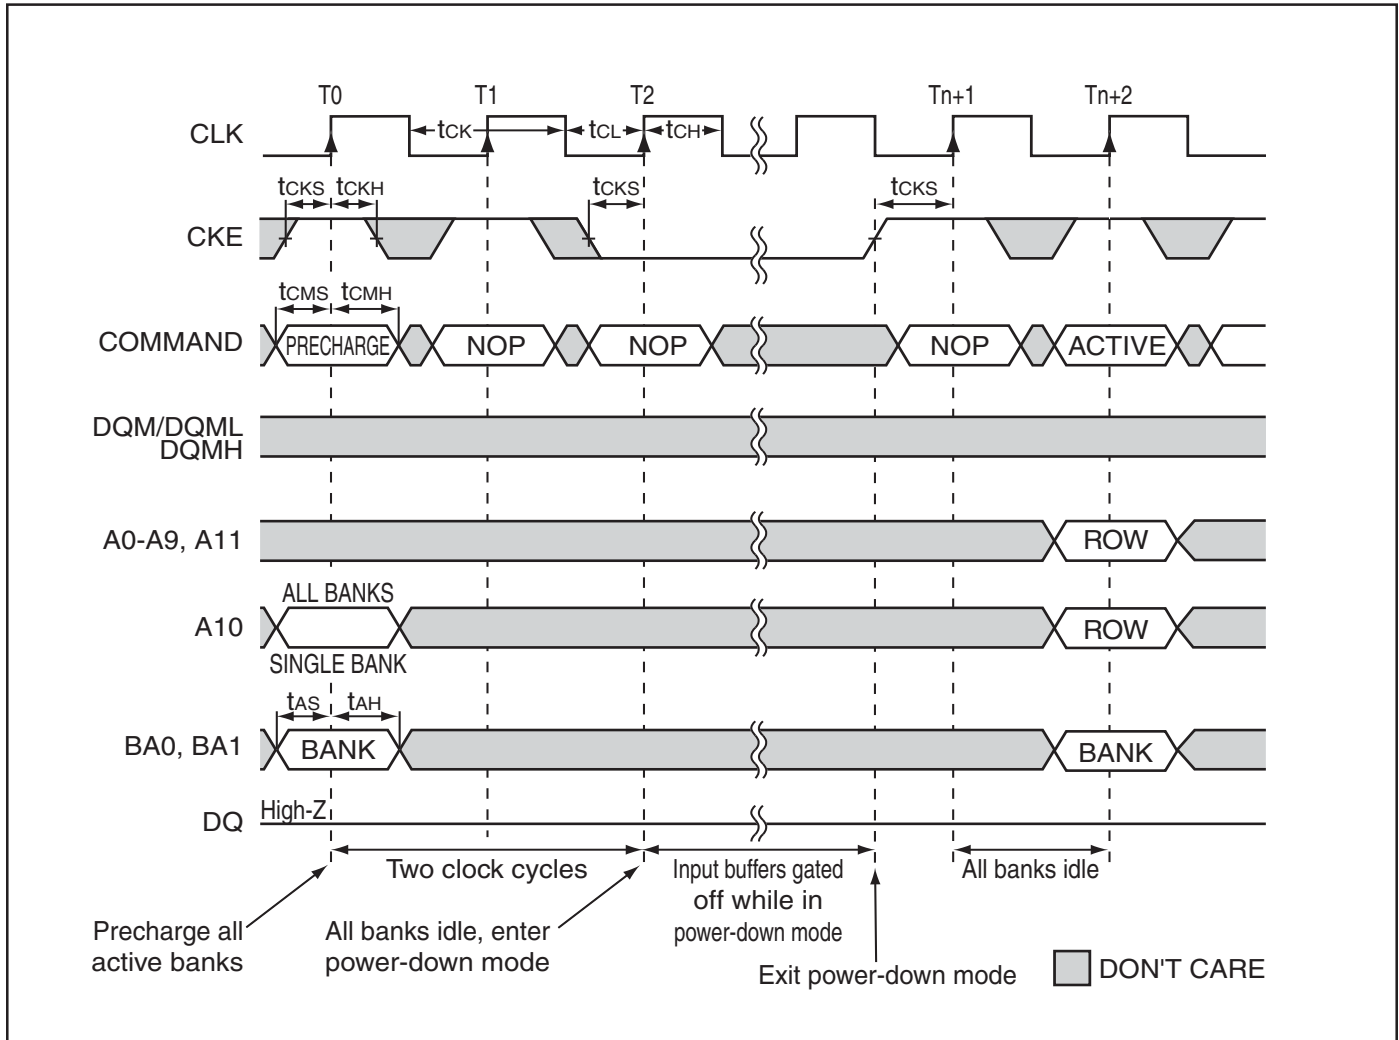 T0 T1 T2 Tn+1 Tn+2
CLK tCK tCL tCH
tCKS tCKH tCKS tCKS
CKE
tCMS tCMH
COMMAND PRECHARGE NOP NOP NOP ACTIVE
DQM/DQML
DQMH
A0-A9, A11 ROW
ALL BANKS
A10 ROW
SINGLE BANK
tAS tAH
BA0, BA1 BANK BANK
DQ High-Z
Two clock cycles
Input buffers gated
off while in
power-down mode
All banks idle
Precharge all
active banks
All banks idle, enter
power-down mode
Exit power-down mode
DON'T CARE